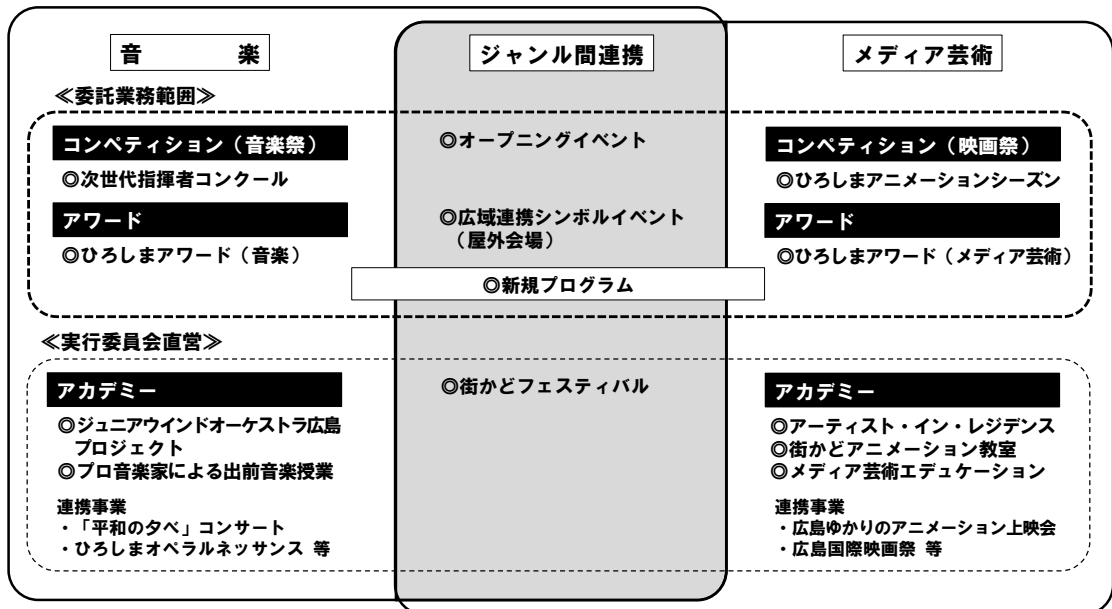 音　　楽
ジャンル間連携
メディア芸術
≪委託業務範囲≫
コンペティション（音楽祭）
◎次世代指揮者コンクール
アワード
◎ひろしまアワード（音楽）
◎オープニングイベント
◎広域連携シンボルイベント
（屋外会場）
◎新規プログラム
コンペティション（映画祭）
◎ひろしまアニメーションシーズン
アワード
◎ひろしまアワード（メディア芸術）
≪実行委員会直営≫
アカデミー
◎ジュニアウインドオーケストラ広島
プロジェクト
◎プロ音楽家による出前音楽授業
連携事業
・「平和の夕べ」コンサート
・ひろしまオペラルネッサンス 等
◎街かどフェスティバル
アカデミー
◎アーティスト・イン・レジデンス
◎街かどアニメーション教室
◎メディア芸術エデュケーション
連携事業
・広島ゆかりのアニメーション上映会
・広島国際映画祭 等